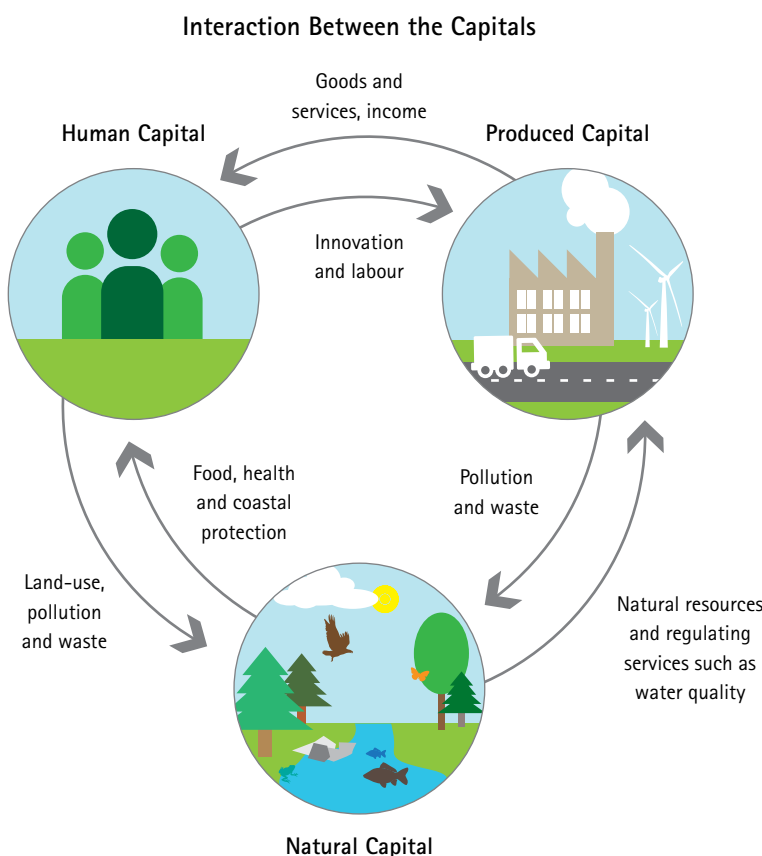 Interaction Between the Capitals
Goods and
services, income
Human Capital
Produced Capital
Innovation
and labour
Food, health
and coastal
protection
Pollution
and waste
Land-use,
pollution
and waste
Natural resources
and regulating
services such as
water quality
Natural Capital